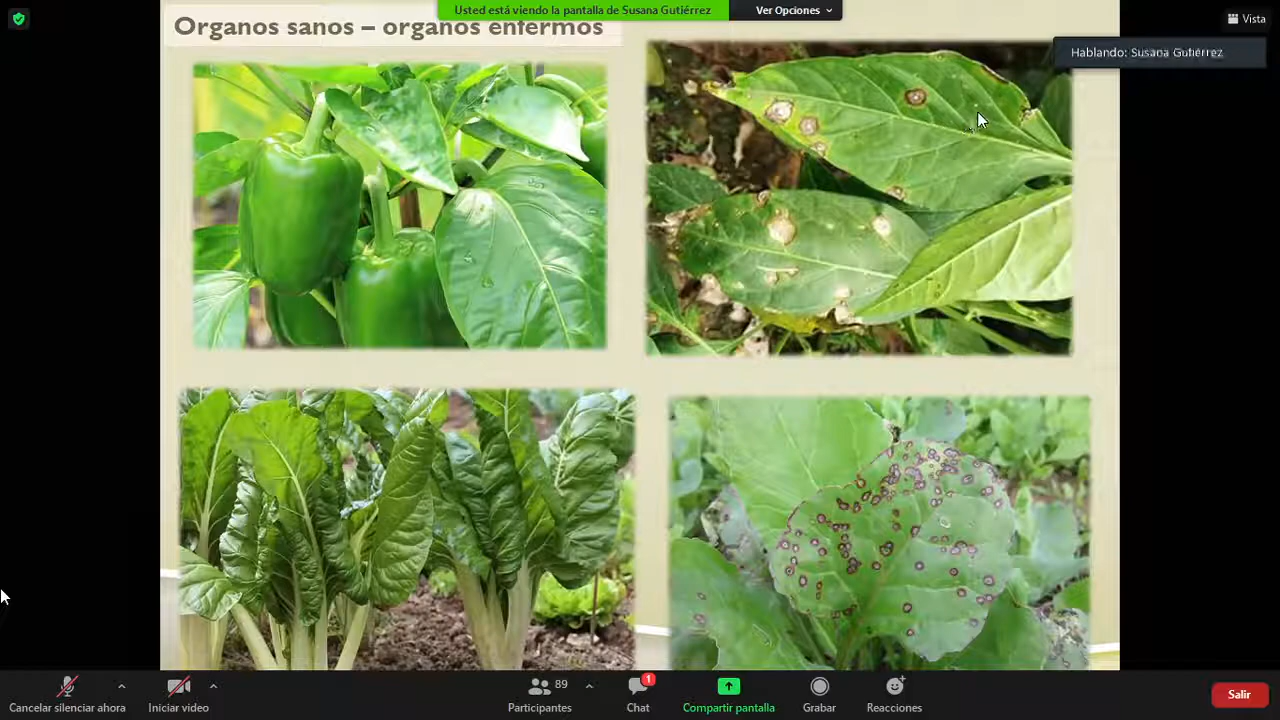 Usted está viendo la pantalla de Susana Gutiérrez
Ver Opciones
Vista
Organos sanos – organos enfermos
Hablando: Susana Gutiérrez
Cancelar silenciar ahora
Iniciar video
89
Participantes
1
Chat
Compartir pantalla
Grabar
Reacciones
Salir